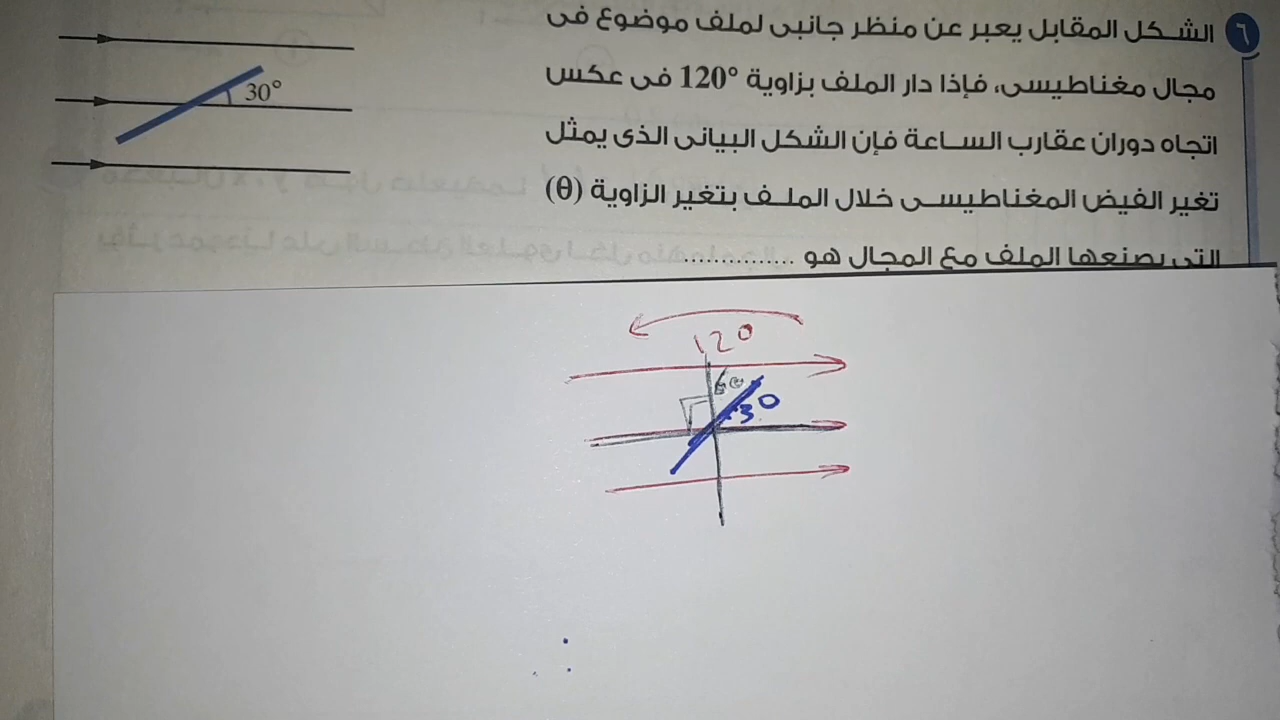 ٦ الشكل المقابل يعبر عن منظر جانبى لملف موضوع فى
مجال مغناطيسى، فإذا دار الملف بزاوية 120° فى عكس
اتجاه دوران عقارب الساعة فإن الشكل البيانى الذى يمثل
تغير الفيض المغناطيسى خلال الملف بتغير الزاوية (θ)
التى يصنعها الملف مع المجال هو ..............
30°
120
60
30